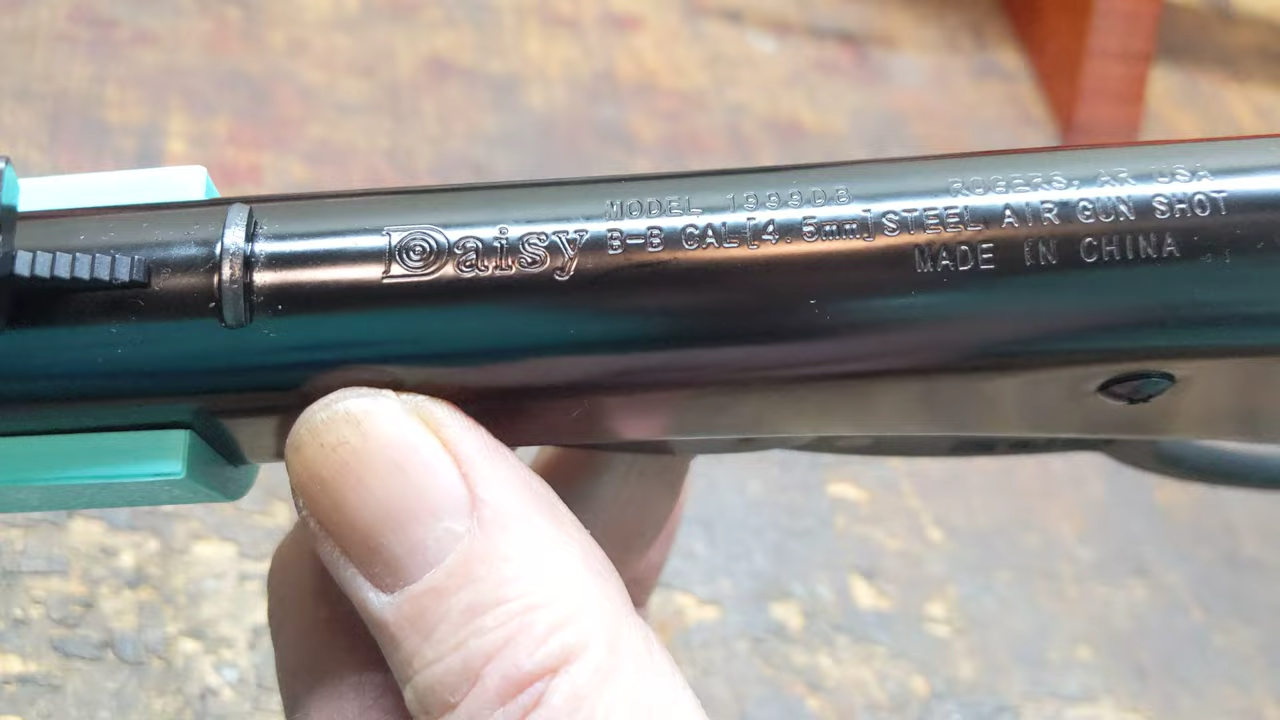 Daisy
MODEL 1999DB
B-B CAL[4.5mm]STEEL AIR GUN SHOT
ROGERS, AR USA
MADE IN CHINA